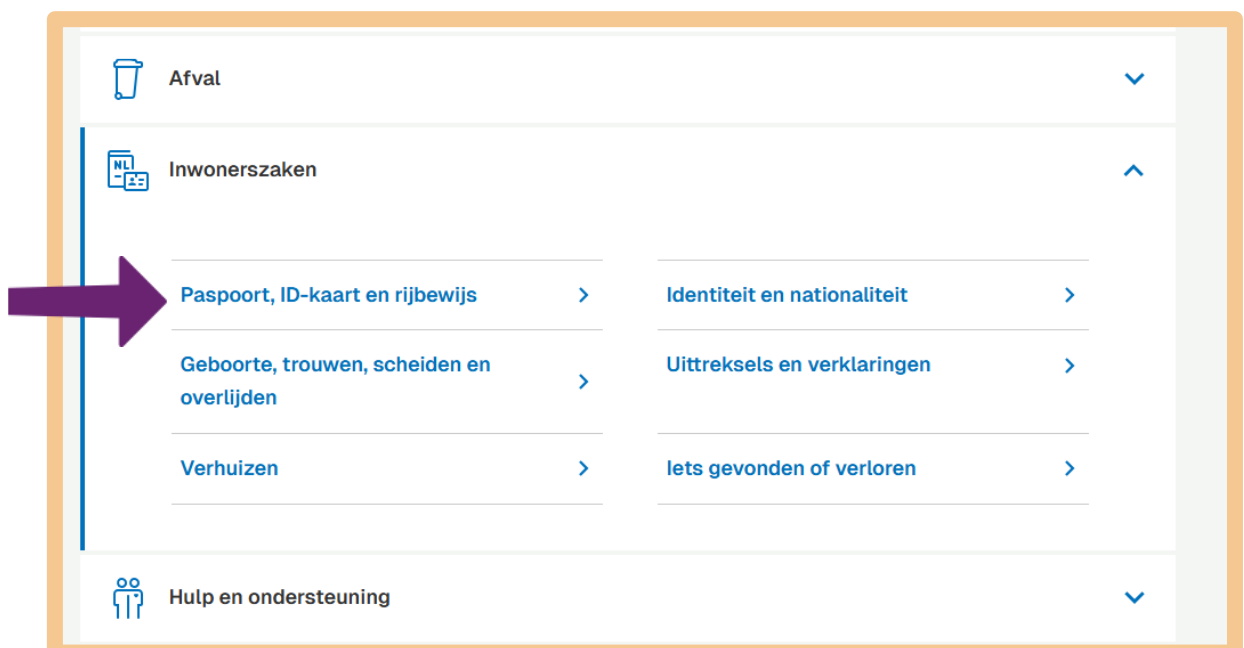 Afval
NL
Inwonerszaken
Paspoort, ID-kaart en rijbewijs
Identiteit en nationaliteit
Geboorte, trouwen, scheiden en
overlijden
Uittreksels en verklaringen
Verhuizen
Iets gevonden of verloren
Hulp en ondersteuning